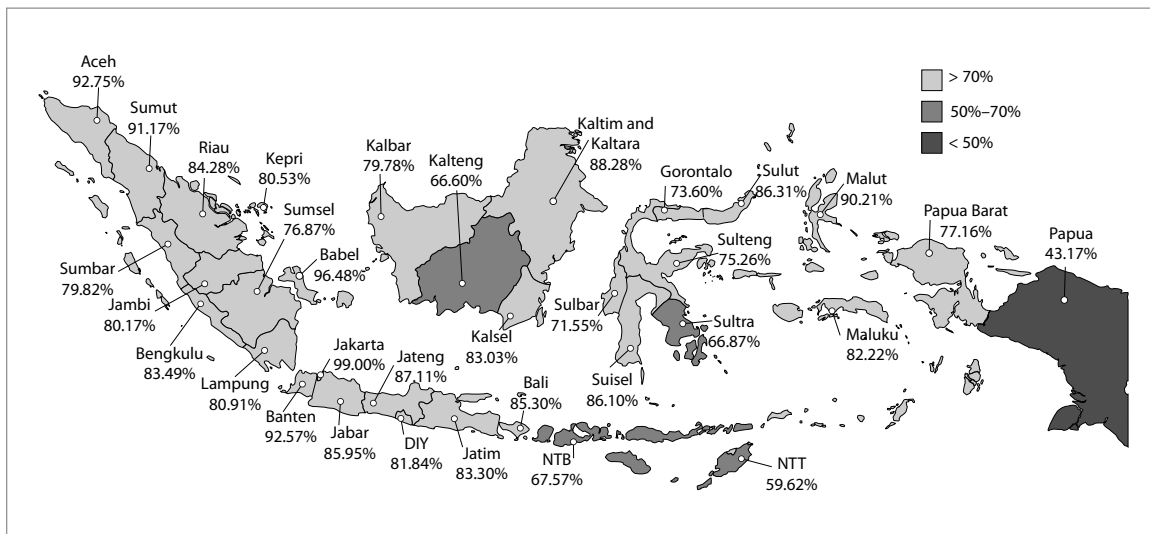 Aceh
92.75%
Sumut
91.17%
Riau
84.28%
Kepri
80.53%
Sumsel
76.87%
Babel
96.48%
Sumbar
79.82%
Jambi
80.17%
Bengkulu
83.49%
Lampung
80.91%
Banten
92.57%
Jakarta
99.00%
Jabar
85.95%
Jateng
87.11%
DIY
81.84%
Jatim
83.30%
Bali
85.30%
NTB
67.57%
NTT
59.62%
Kalbar
79.78%
Kalteng
66.60%
Kaltim and
Kaltara
88.28%
Kalsel
83.03%
Gorontalo
73.60%
Sulut
86.31%
Sulteng
75.26%
Sulbar
71.55%
Sultra
66.87%
Suisel
86.10%
Malut
90.21%
Maluku
82.22%
Papua Barat
77.16%
Papua
43.17%
> 70%
50%–70%
< 50%